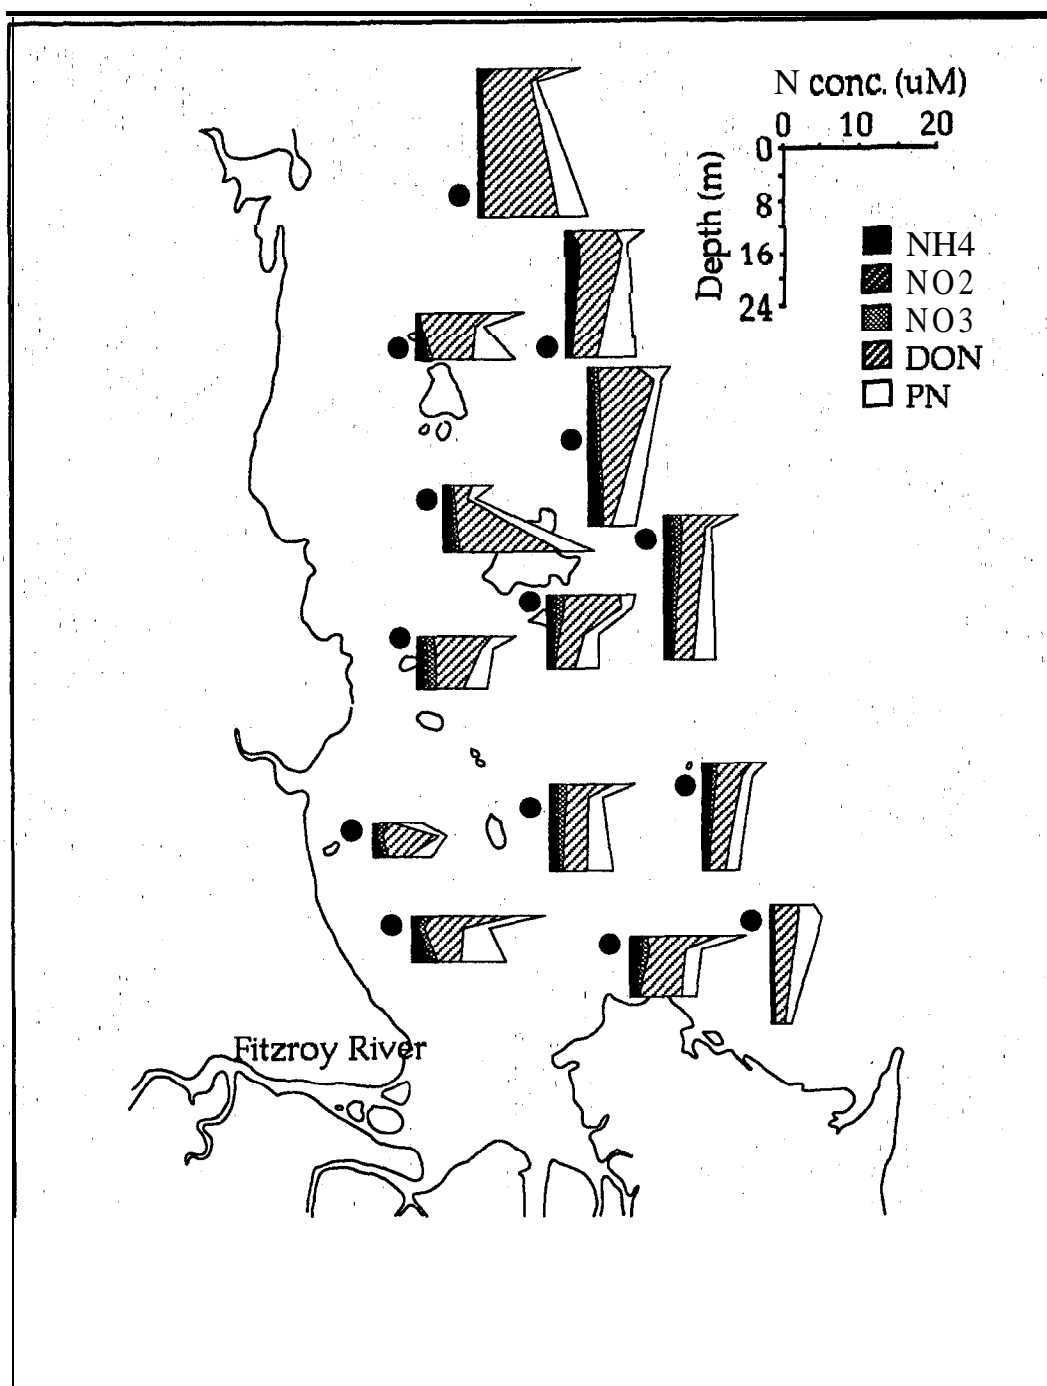 N conc. (uM)
0 10 20
Depth (m)
0
8
16
24
NH4
NO2
NO3
DON
PN
Fitzroy River